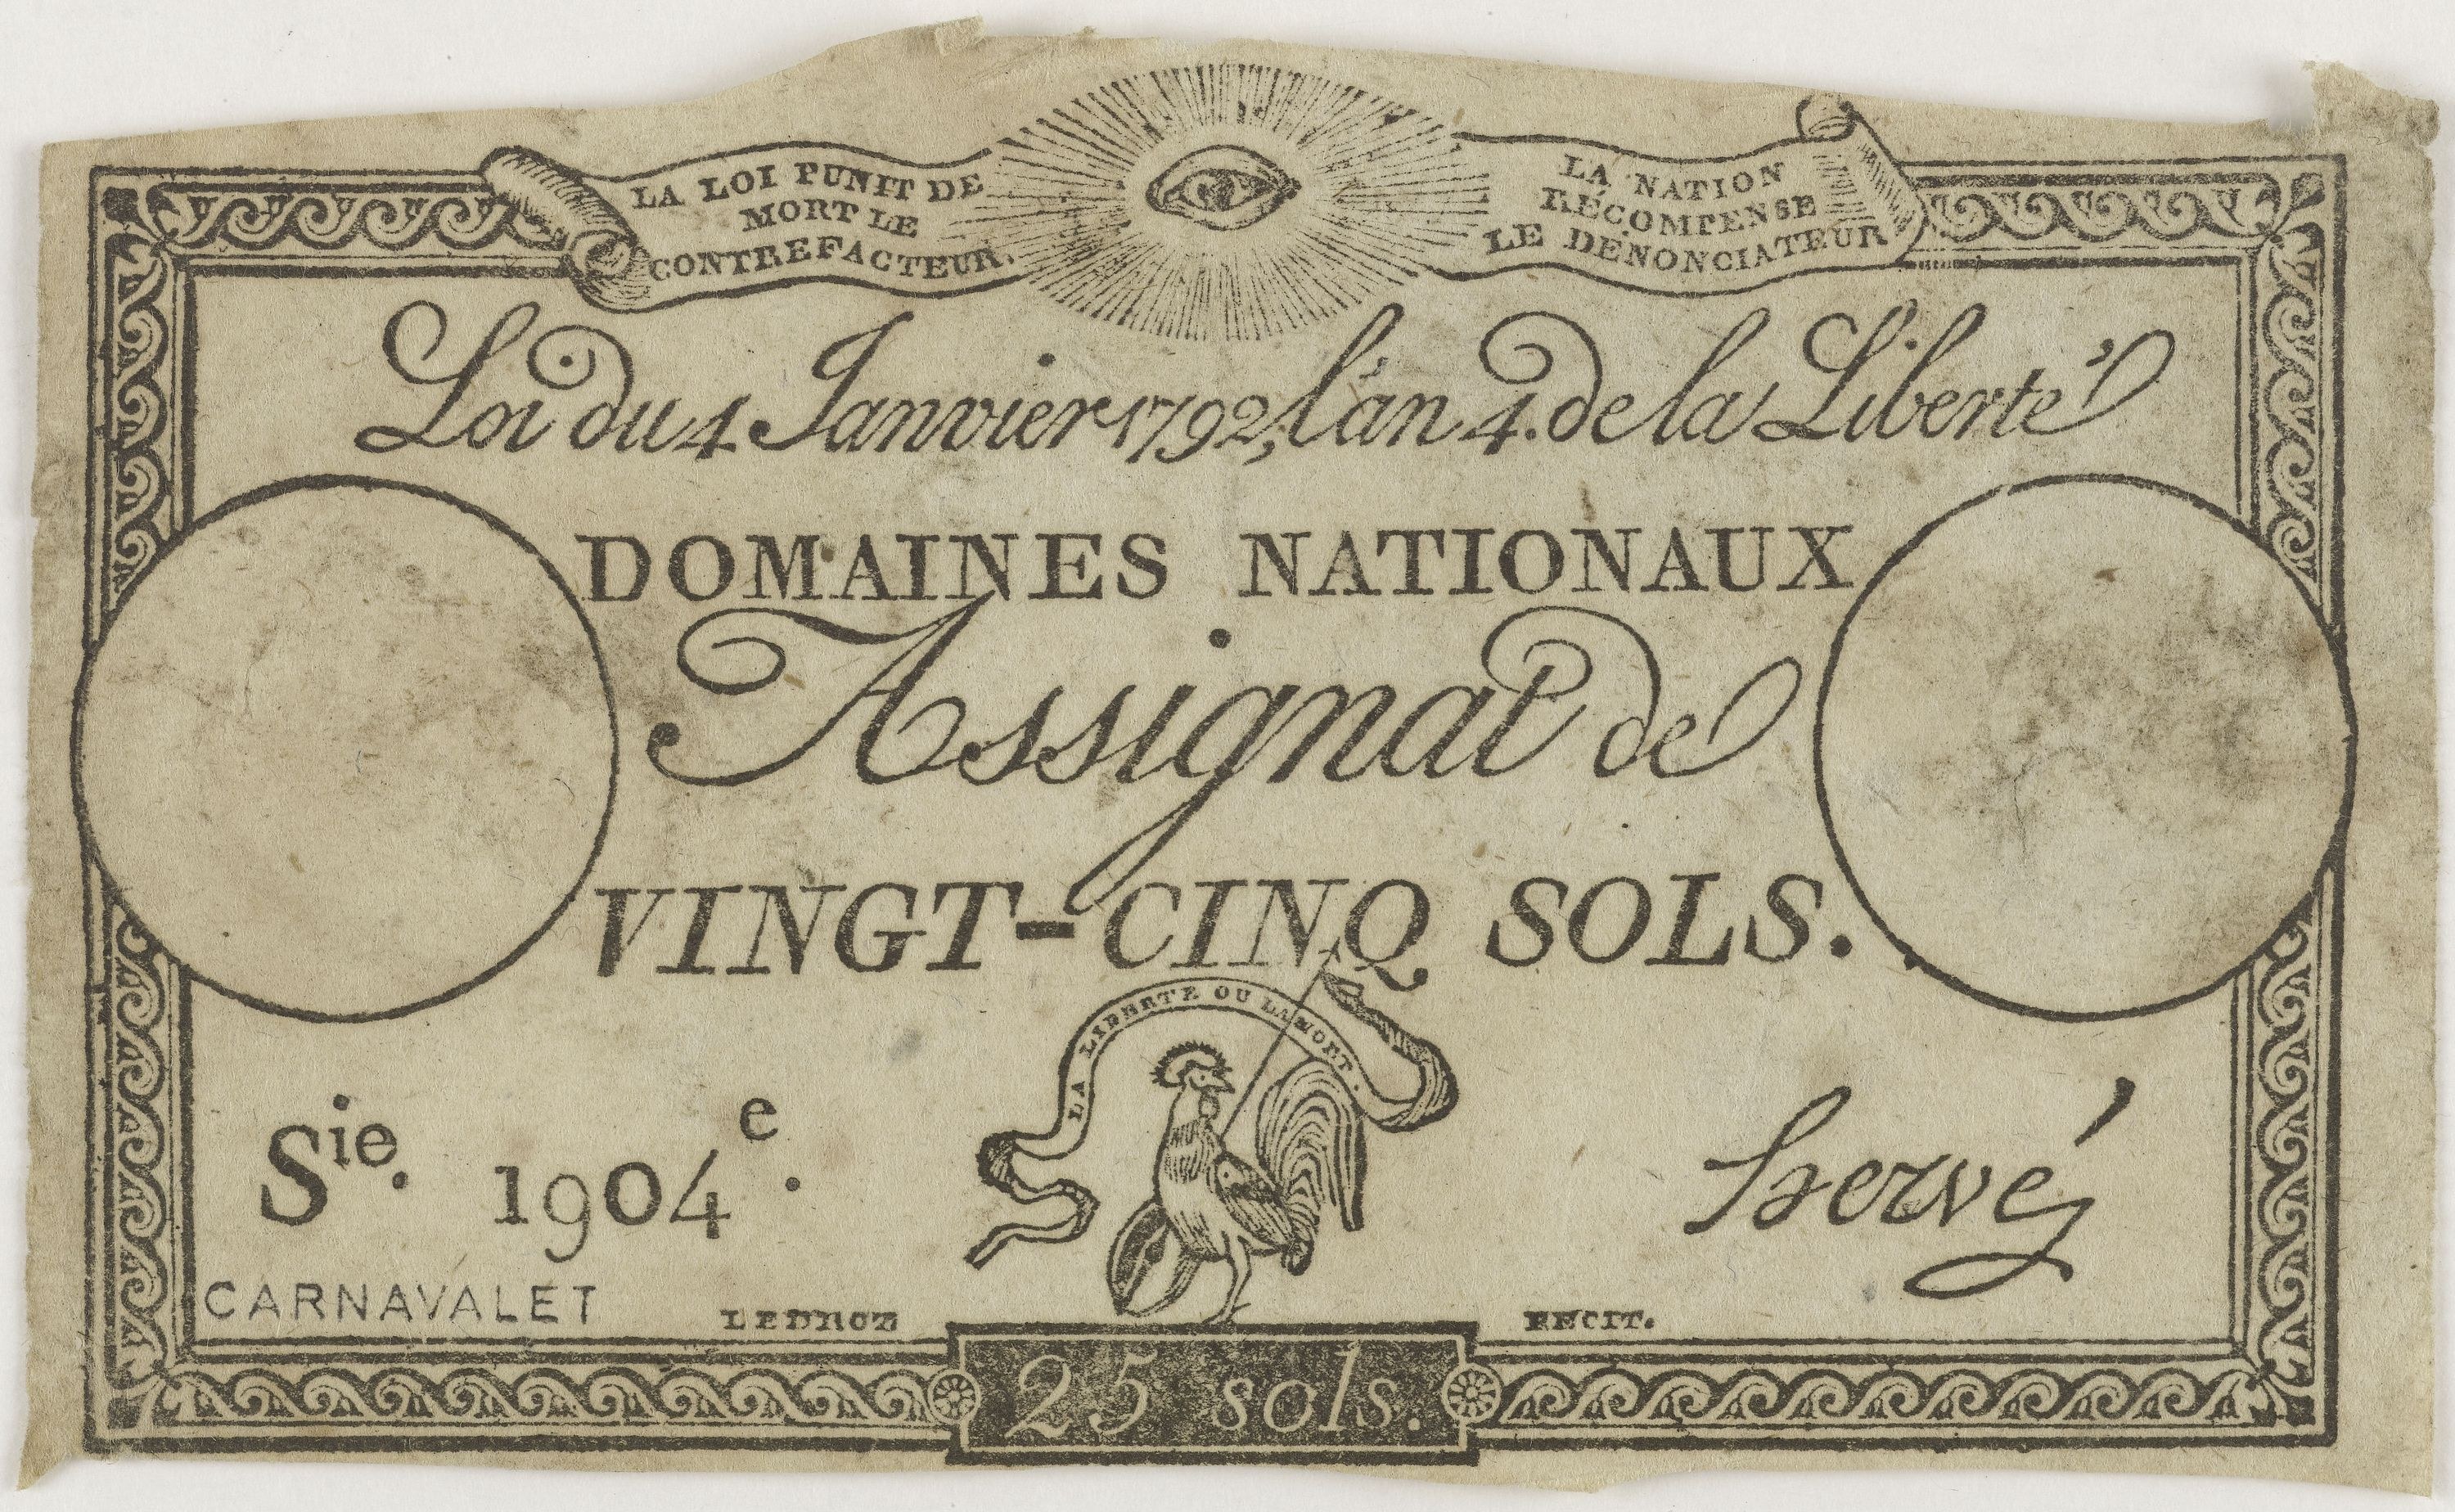 LA LOI PUNIT DE
MORT LE
CONTREFACTEUR.
LA NATION
RÉCOMPENSE
LE DÉNONCIATEUR
Loi du 4 Janvier 1792, l'an 4. de la Liberté
DOMAINES NATIONAUX
Assignat de
VINGT-CINQ SOLS.
LA LIBERTÉ OU LA MORT.
Sie. 1904e.
Hervé
CARNAVALET
FECIT.
25 sols.